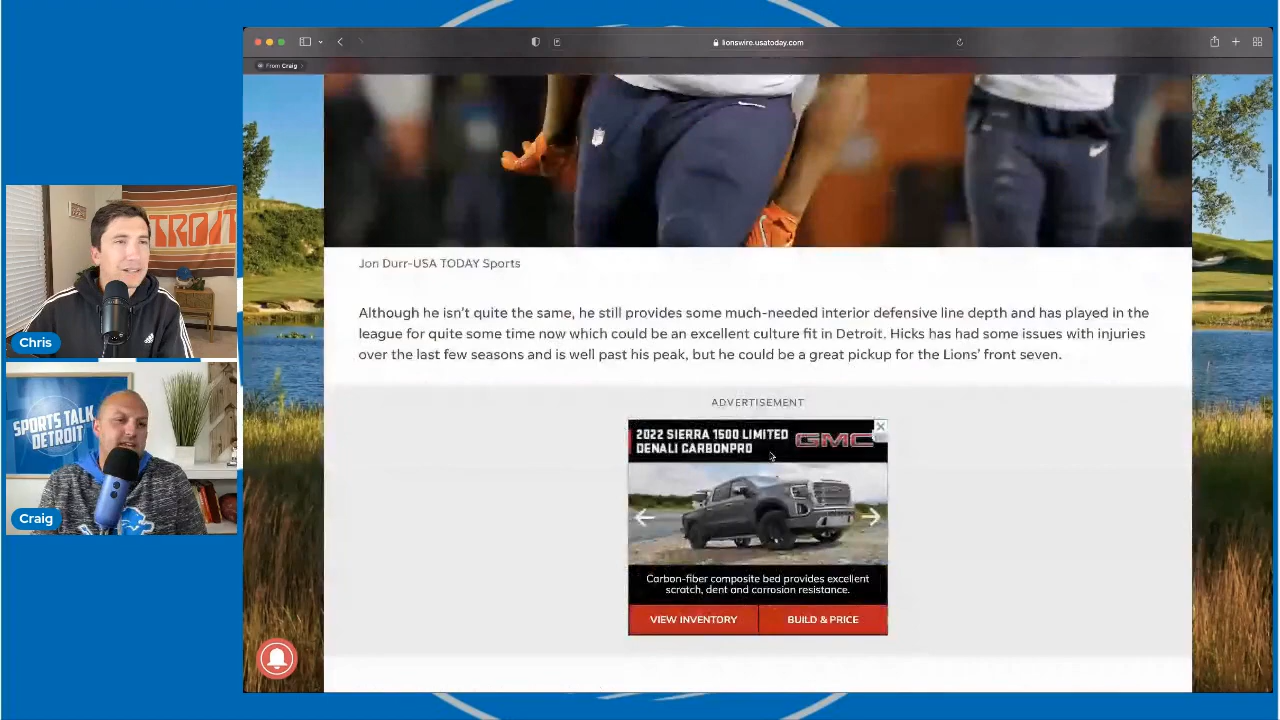 lionswire.usatoday.com
From Craig
Jon Durr-USA TODAY Sports
Although he isn't quite the same, he still provides some much-needed interior defensive line depth and has played in the
league for quite some time now which could be an excellent culture fit in Detroit. Hicks has had some issues with injuries
over the last few seasons and is well past his peak, but he could be a great pickup for the Lions' front seven.
ADVERTISEMENT
2022 SIERRA 1500 LIMITED
DENALI CARBONPRO
GMC
Carbon-fiber composite bed provides excellent
scratch, dent and corrosion resistance.
VIEW INVENTORY
BUILD & PRICE
Chris
SPORTS TALK
DETROIT
Craig